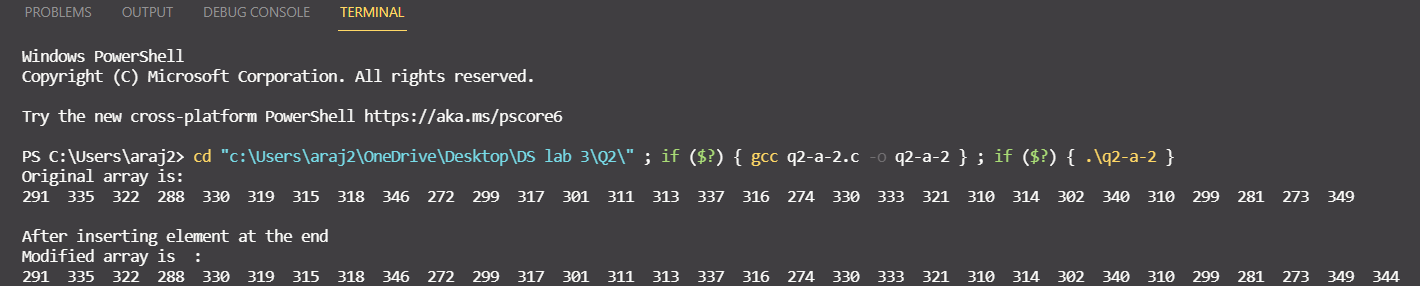 PROBLEMS OUTPUT DEBUG CONSOLE TERMINAL
Windows PowerShell
Copyright (C) Microsoft Corporation. All rights reserved.
Try the new cross-platform PowerShell https://aka.ms/pscore6
PS C:\Users\araj2> cd "c:\Users\araj2\OneDrive\Desktop\DS lab 3\Q2\" ; if ($?) { gcc q2-a-2.c -o q2-a-2 } ; if ($?) { .\q2-a-2 }
Original array is:
291 335 322 288 330 319 315 318 346 272 299 317 301 311 313 337 316 274 330 333 321 310 314 302 340 310 299 281 273 349
After inserting element at the end
Modified array is  :
291 335 322 288 330 319 315 318 346 272 299 317 301 311 313 337 316 274 330 333 321 310 314 302 340 310 299 281 273 349 344